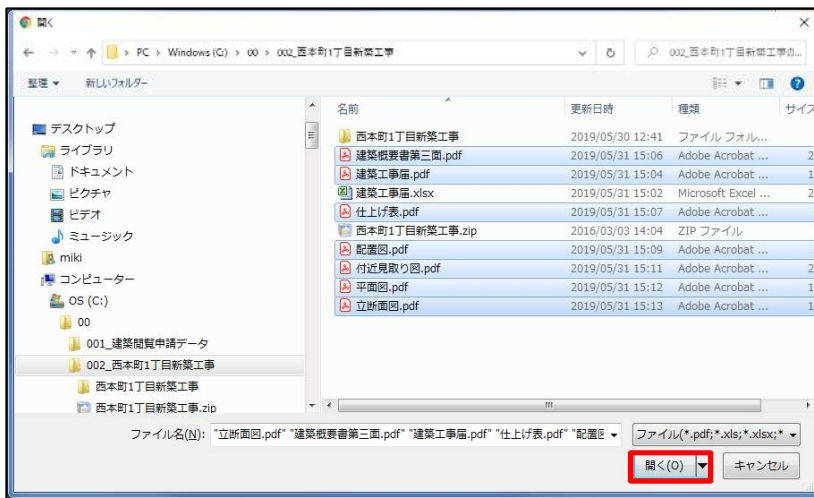 開く
PC › Windows (C:) › 00 › 002_西本町1丁目新築工事
002_西本町1丁目新築工事の...
整理 新しいフォルダー
名前 更新日時 種類 サイズ
デスクトップ
ライブラリ
ドキュメント
ピクチャ
ビデオ
ミュージック
miki
コンピューター
OS (C:)
00
001_建築閲覧申請データ
002_西本町1丁目新築工事
西本町1丁目新築工事
西本町1丁目新築工事.zip
西本町1丁目新築工事 2019/05/30 12:41 ファイル フォル...
建築概要書第三面.pdf 2019/05/31 15:06 Adobe Acrobat ... 2
建築工事届.pdf 2019/05/31 15:04 Adobe Acrobat ... 1
建築工事届.xlsx 2019/05/31 15:02 Microsoft Excel ... 2
仕上げ表.pdf 2019/05/31 15:07 Adobe Acrobat ...
西本町1丁目新築工事.zip 2016/03/03 14:04 ZIP ファイル
配置図.pdf 2019/05/31 15:09 Adobe Acrobat ...
付近見取り図.pdf 2019/05/31 15:11 Adobe Acrobat ... 2
平面図.pdf 2019/05/31 15:12 Adobe Acrobat ... 1
立断面図.pdf 2019/05/31 15:13 Adobe Acrobat ... 1
ファイル名(N): "立断面図.pdf" "建築概要書第三面.pdf" "建築工事届.pdf" "仕上げ表.pdf" "配置図 ファイル(*.pdf;*.xls;*.xlsx;*
開く(O) キャンセル